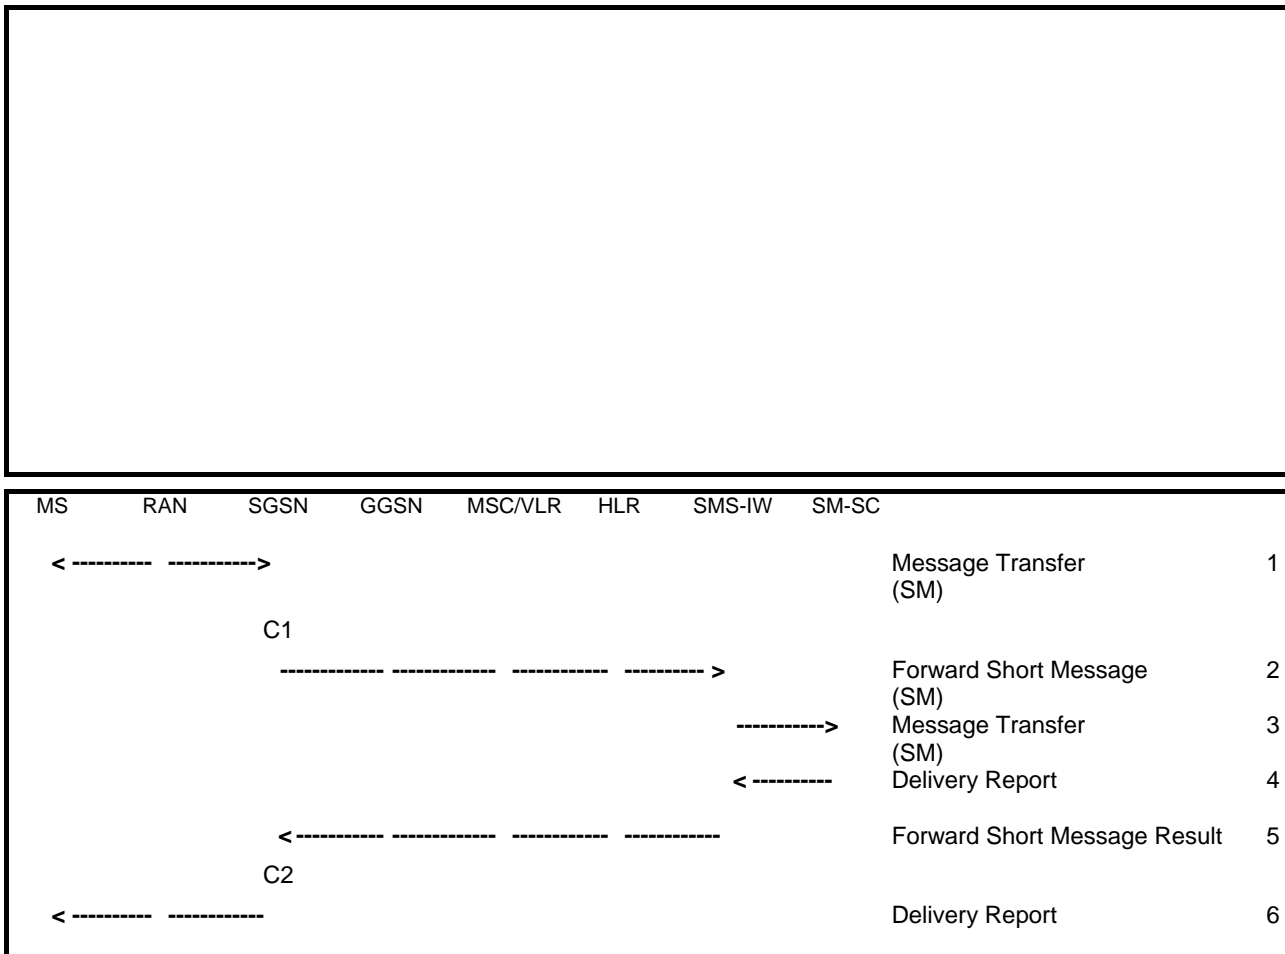 MS RAN SGSN GGSN MSC/VLR HLR SMS-IW SM-SC
< ---------- -----------> Message Transfer 1
(SM)
C1
------------- ------------- ------------ ---------- > Forward Short Message 2
(SM)
-----------> Message Transfer 3
(SM)
< ---------- Delivery Report 4
< ----------- ------------- ------------ ------------ Forward Short Message Result 5
C2
< ---------- ------------ Delivery Report 6